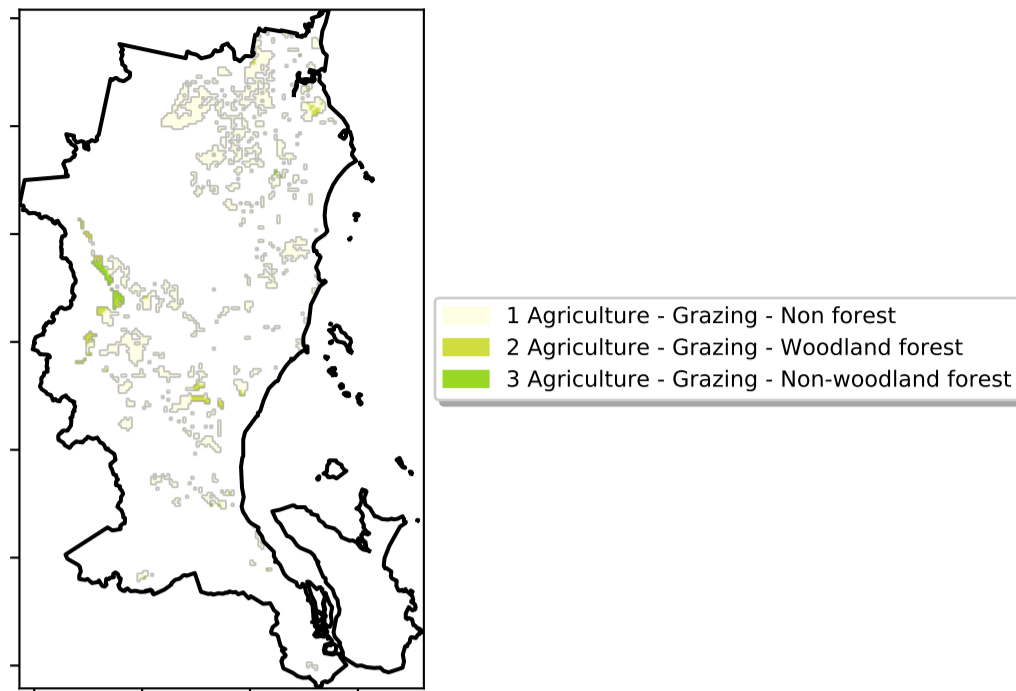 1 Agriculture - Grazing - Non forest
2 Agriculture - Grazing - Woodland forest
3 Agriculture - Grazing - Non-woodland forest